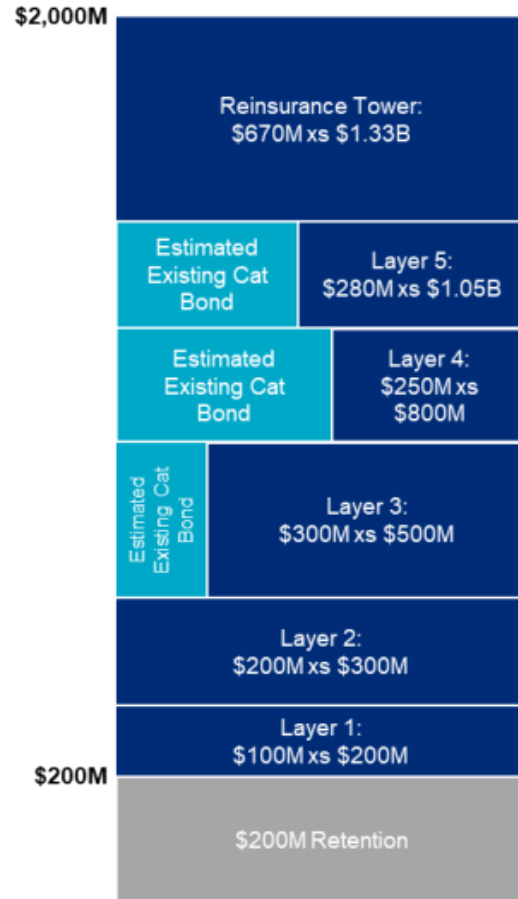 $2,000M
Reinsurance Tower:
$670M xs $1.33B
Estimated
Existing Cat
Bond
Layer 5:
$280M xs $1.05B
Estimated
Existing Cat
Bond
Layer 4:
$250M xs
$800M
Estimated
Existing Cat
Bond
Layer 3:
$300M xs $500M
Layer 2:
$200M xs $300M
Layer 1:
$100M xs $200M
$200M
$200M Retention